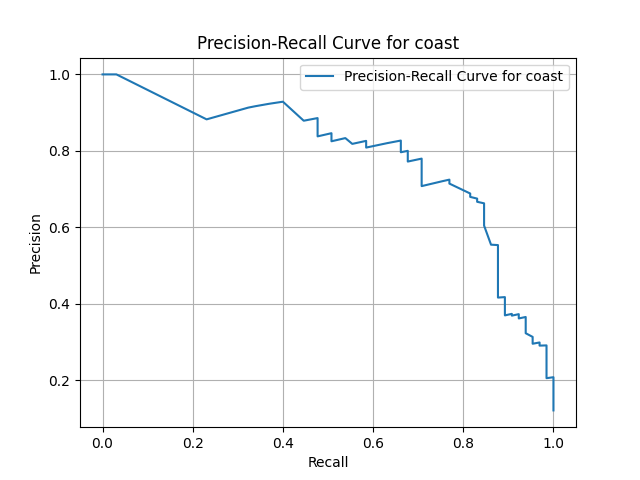 Precision-Recall Curve for coast
Precision-Recall Curve for coast
1.0
0.8
0.6
0.4
0.2
Precision
0.0 0.2 0.4 0.6 0.8 1.0
Recall